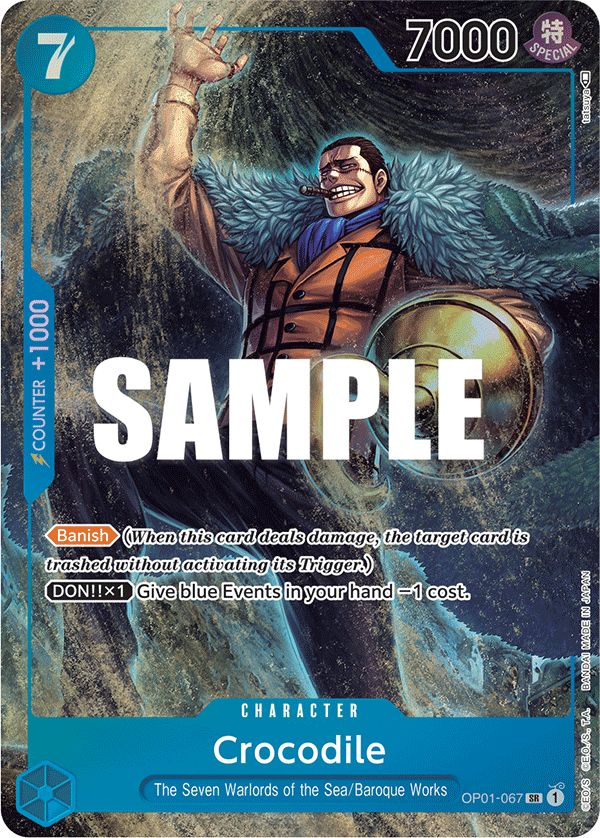 7
7000
特
SPECIAL
tatsuya
COUNTER +1000
SAMPLE
Banish (When this card deals damage, the target card is
trashed without activating its Trigger.)
DON!!×1 Give blue Events in your hand −1 cost.
CHARACTER
Crocodile
The Seven Warlords of the Sea/Baroque Works
OP01-067 SR 1
©E.O/S. ©E.O./S., T.A. BANDAI MADE IN JAPAN